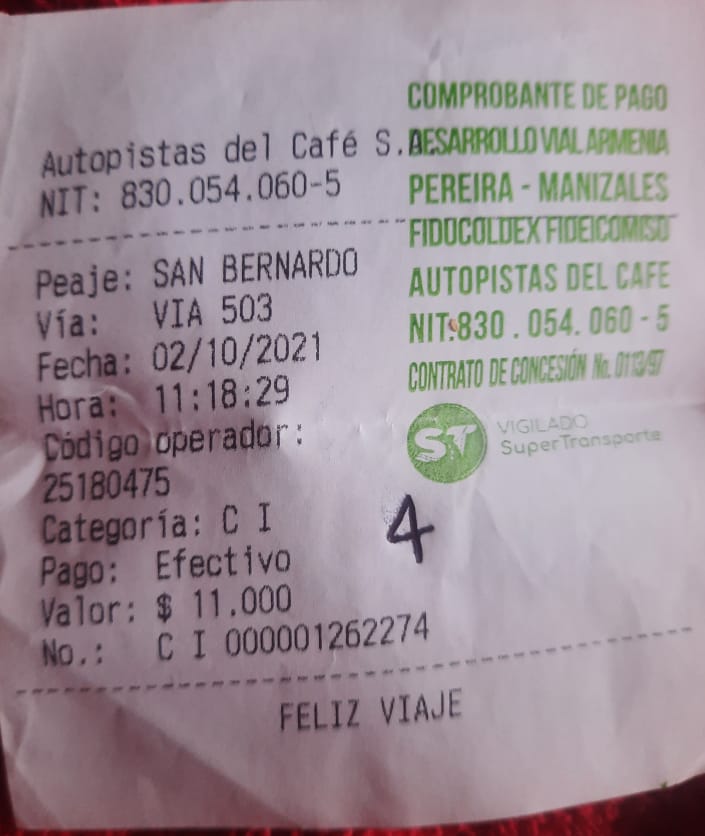 Autopistas del Café S.A
NIT: 830.054.060-5
Peaje: SAN BERNARDO
Vía: VIA 503
Fecha: 02/10/2021
Hora: 11:18:29
Código operador:
25180475
Categoría: C I
Pago: Efectivo
Valor: $ 11.000
No.: C I 000001262274
FELIZ VIAJE
COMPROBANTE DE PAGO
DESARROLLO VIAL ARMENIA
PEREIRA - MANIZALES
FIDUCOLDEX FIDEICOMISO
AUTOPISTAS DEL CAFE
NIT:830 . 054. 060 - 5
CONTRATO DE CONCESIÓN No. 0113/97
ST
VIGILADO
SuperTransporte
4